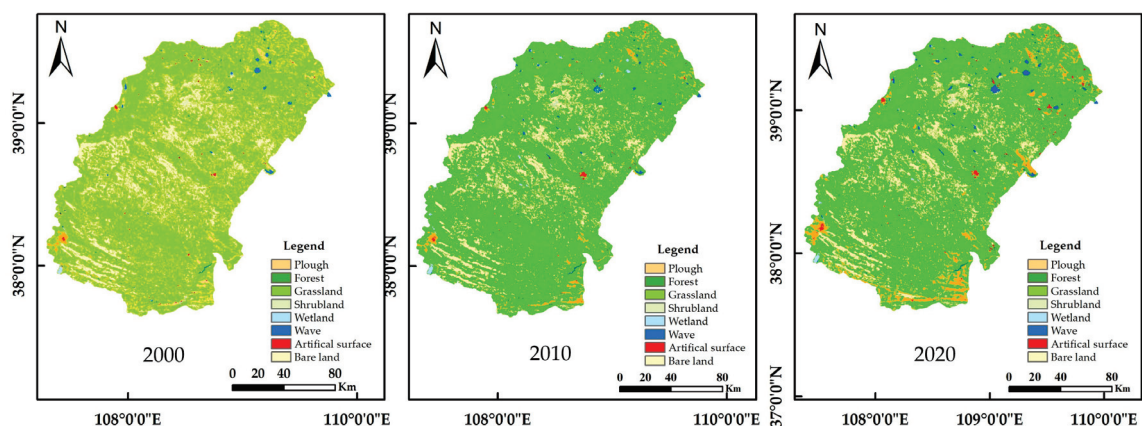 N
39°0'0"N
38°0'0"N
Legend
Plough
Forest
Grassland
Shrubland
Wetland
Wave
Artifical surface
Bare land
2000
0 20 40 80
Km
108°0'0"E 110°0'0"E
N
39°0'0"N
38°0'0"N
Legend
Plough
Forest
Grassland
Shrubland
Wetland
Wave
Artifical surface
Bare land
2010
0 20 40 80
Km
108°0'0"E 110°0'0"E
N
39°0'0"N
38°0'0"N
37°0'0"N
Legend
Plough
Forest
Grassland
Shrubland
Wetland
Wave
Artifical surface
Bare land
2020
0 20 40 80
Km
108°0'0"E 109°0'0"E 110°0'0"E